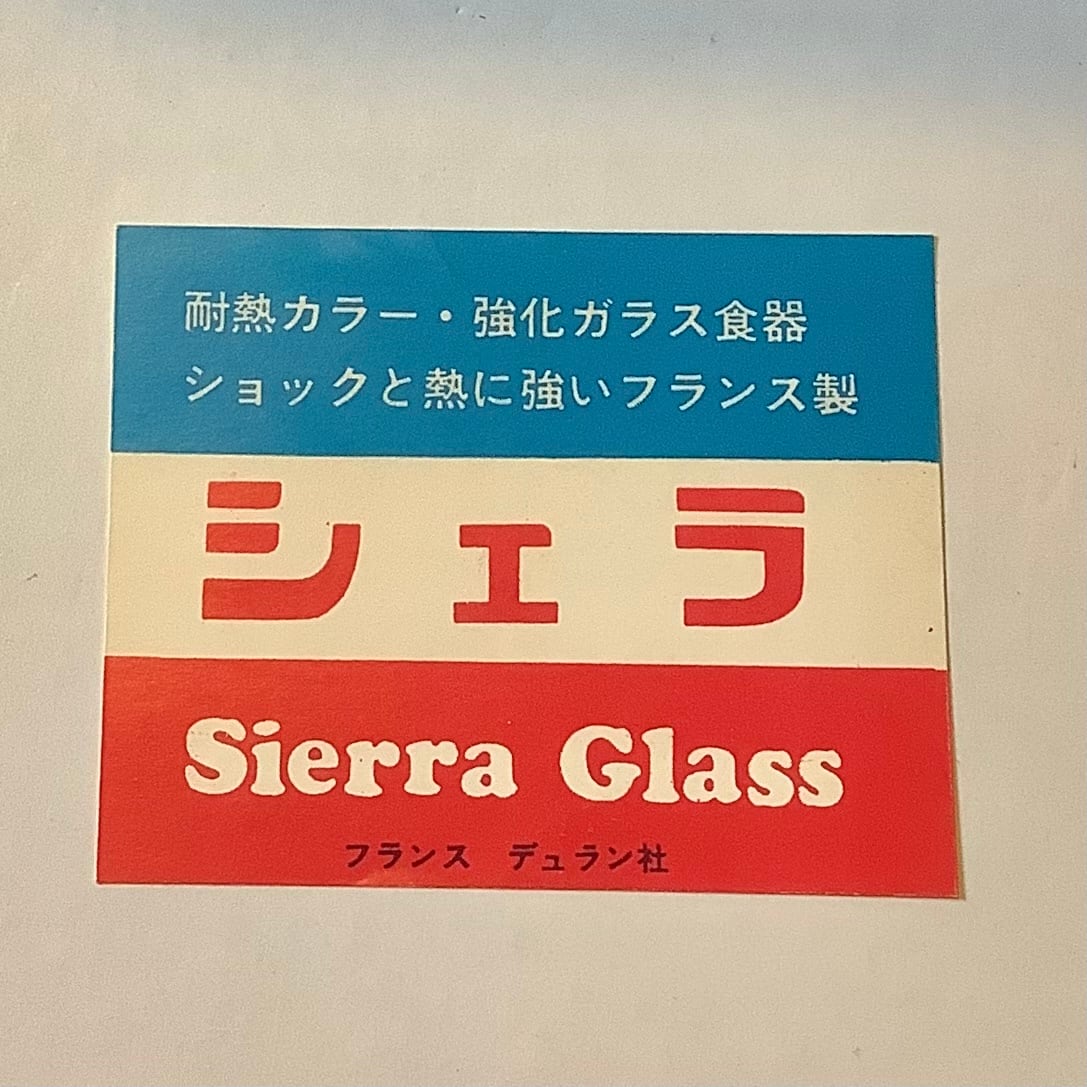 耐熱カラー・強化ガラス食器
ショックと熱に強いフランス製
シェラ
Sierra Glass
フランス　デュラン社